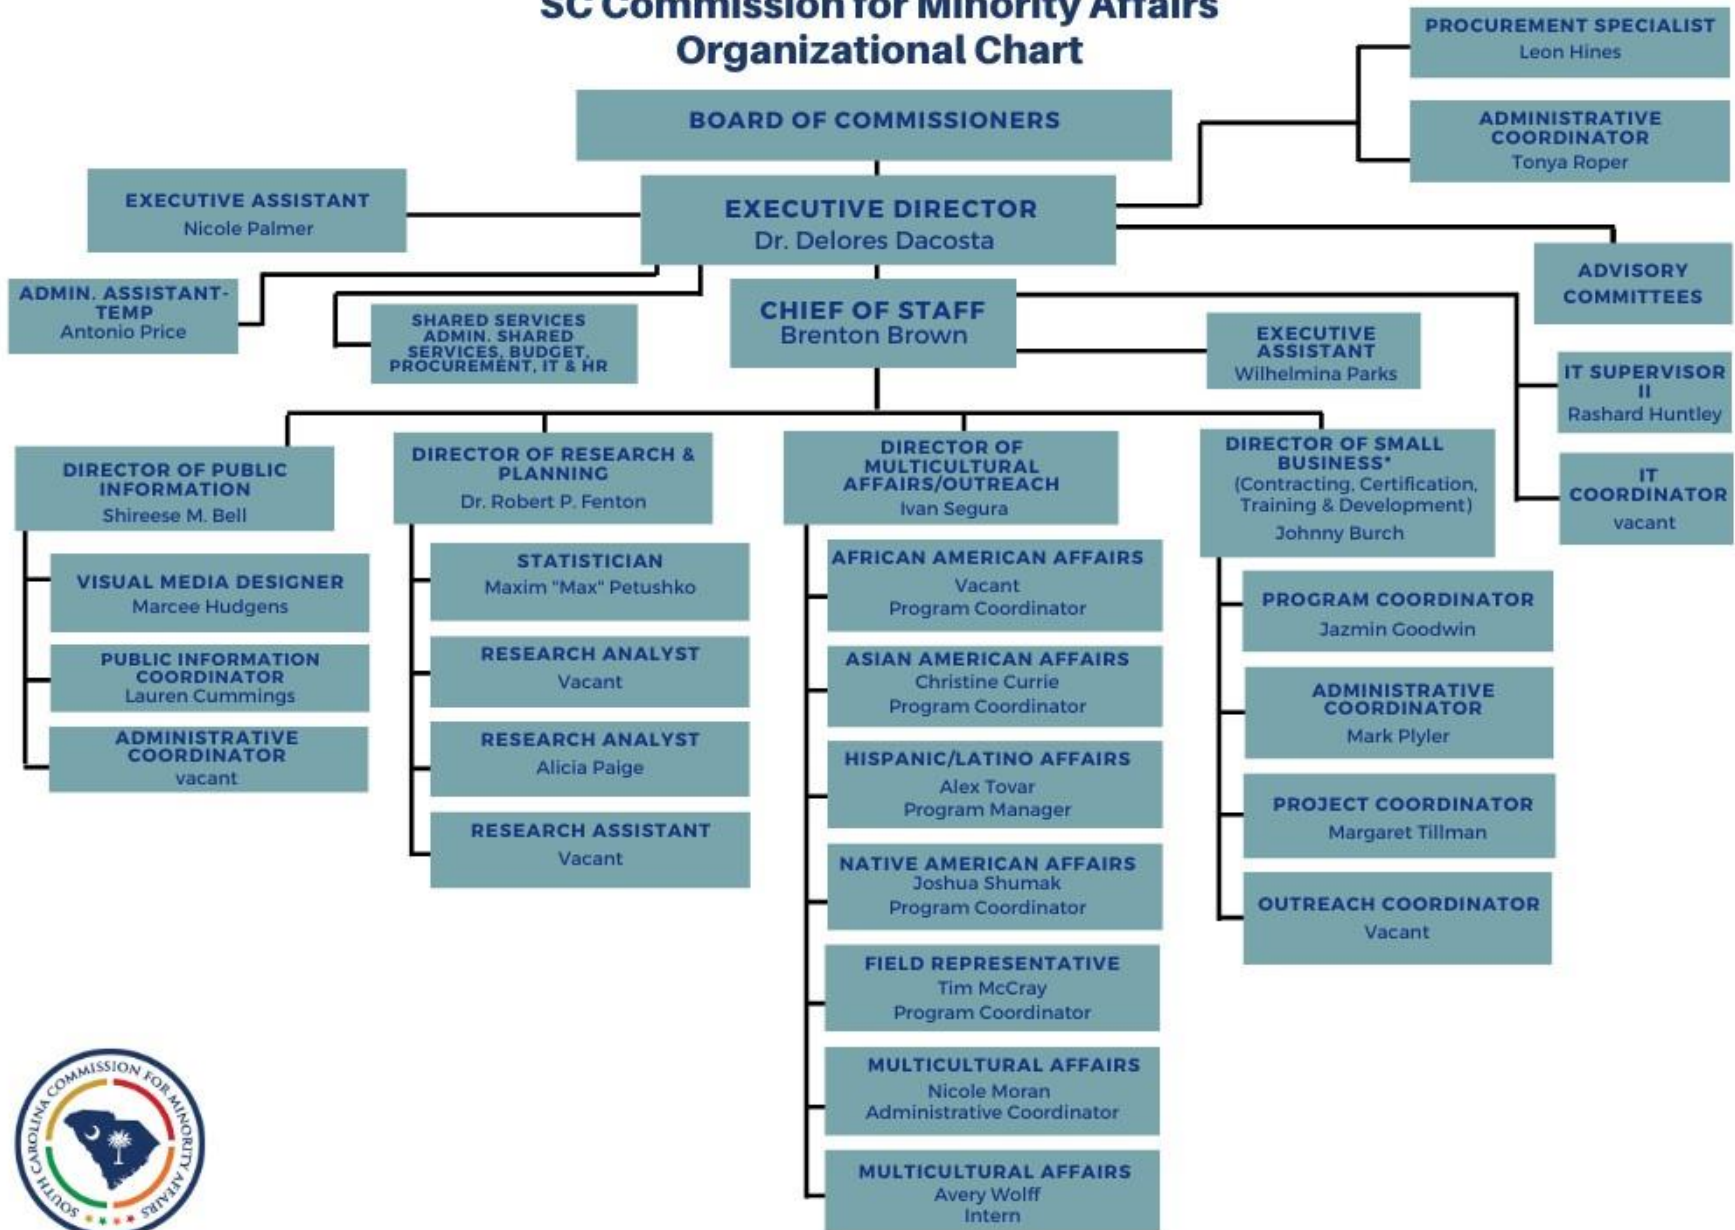 SC Commission for Minority Affairs
Organizational Chart
PROCUREMENT SPECIALIST
Leon Hines
BOARD OF COMMISSIONERS
ADMINISTRATIVE
COORDINATOR
Tonya Roper
EXECUTIVE ASSISTANT
Nicole Palmer
EXECUTIVE DIRECTOR
Dr. Delores Dacosta
ADVISORY
COMMITTEES
ADMIN. ASSISTANT-
TEMP
Antonio Price
SHARED SERVICES
ADMIN. SHARED
SERVICES, BUDGET,
PROCUREMENT, IT & HR
CHIEF OF STAFF
Brenton Brown
EXECUTIVE
ASSISTANT
Wilhelmina Parks
IT SUPERVISOR
II
Rashard Huntley
IT
COORDINATOR
vacant
DIRECTOR OF PUBLIC
INFORMATION
Shireese M. Bell
VISUAL MEDIA DESIGNER
Marcee Hudgens
PUBLIC INFORMATION
COORDINATOR
Lauren Cummings
ADMINISTRATIVE
COORDINATOR
vacant
DIRECTOR OF RESEARCH &
PLANNING
Dr. Robert P. Fenton
STATISTICIAN
Maxim "Max" Petushko
RESEARCH ANALYST
Vacant
RESEARCH ANALYST
Alicia Paige
RESEARCH ASSISTANT
Vacant
DIRECTOR OF
MULTICULTURAL
AFFAIRS/OUTREACH
Ivan Segura
AFRICAN AMERICAN AFFAIRS
Vacant
Program Coordinator
ASIAN AMERICAN AFFAIRS
Christine Currie
Program Coordinator
HISPANIC/LATINO AFFAIRS
Alex Tovar
Program Manager
NATIVE AMERICAN AFFAIRS
Joshua Shumak
Program Coordinator
FIELD REPRESENTATIVE
Tim McCray
Program Coordinator
MULTICULTURAL AFFAIRS
Nicole Moran
Administrative Coordinator
MULTICULTURAL AFFAIRS
Avery Wolff
Intern
DIRECTOR OF SMALL
BUSINESS*
(Contracting, Certification,
Training & Development)
Johnny Burch
PROGRAM COORDINATOR
Jazmin Goodwin
ADMINISTRATIVE
COORDINATOR
Mark Plyler
PROJECT COORDINATOR
Margaret Tillman
OUTREACH COORDINATOR
Vacant
SOUTH CAROLINA COMMISSION FOR MINORITY AFFAIRS